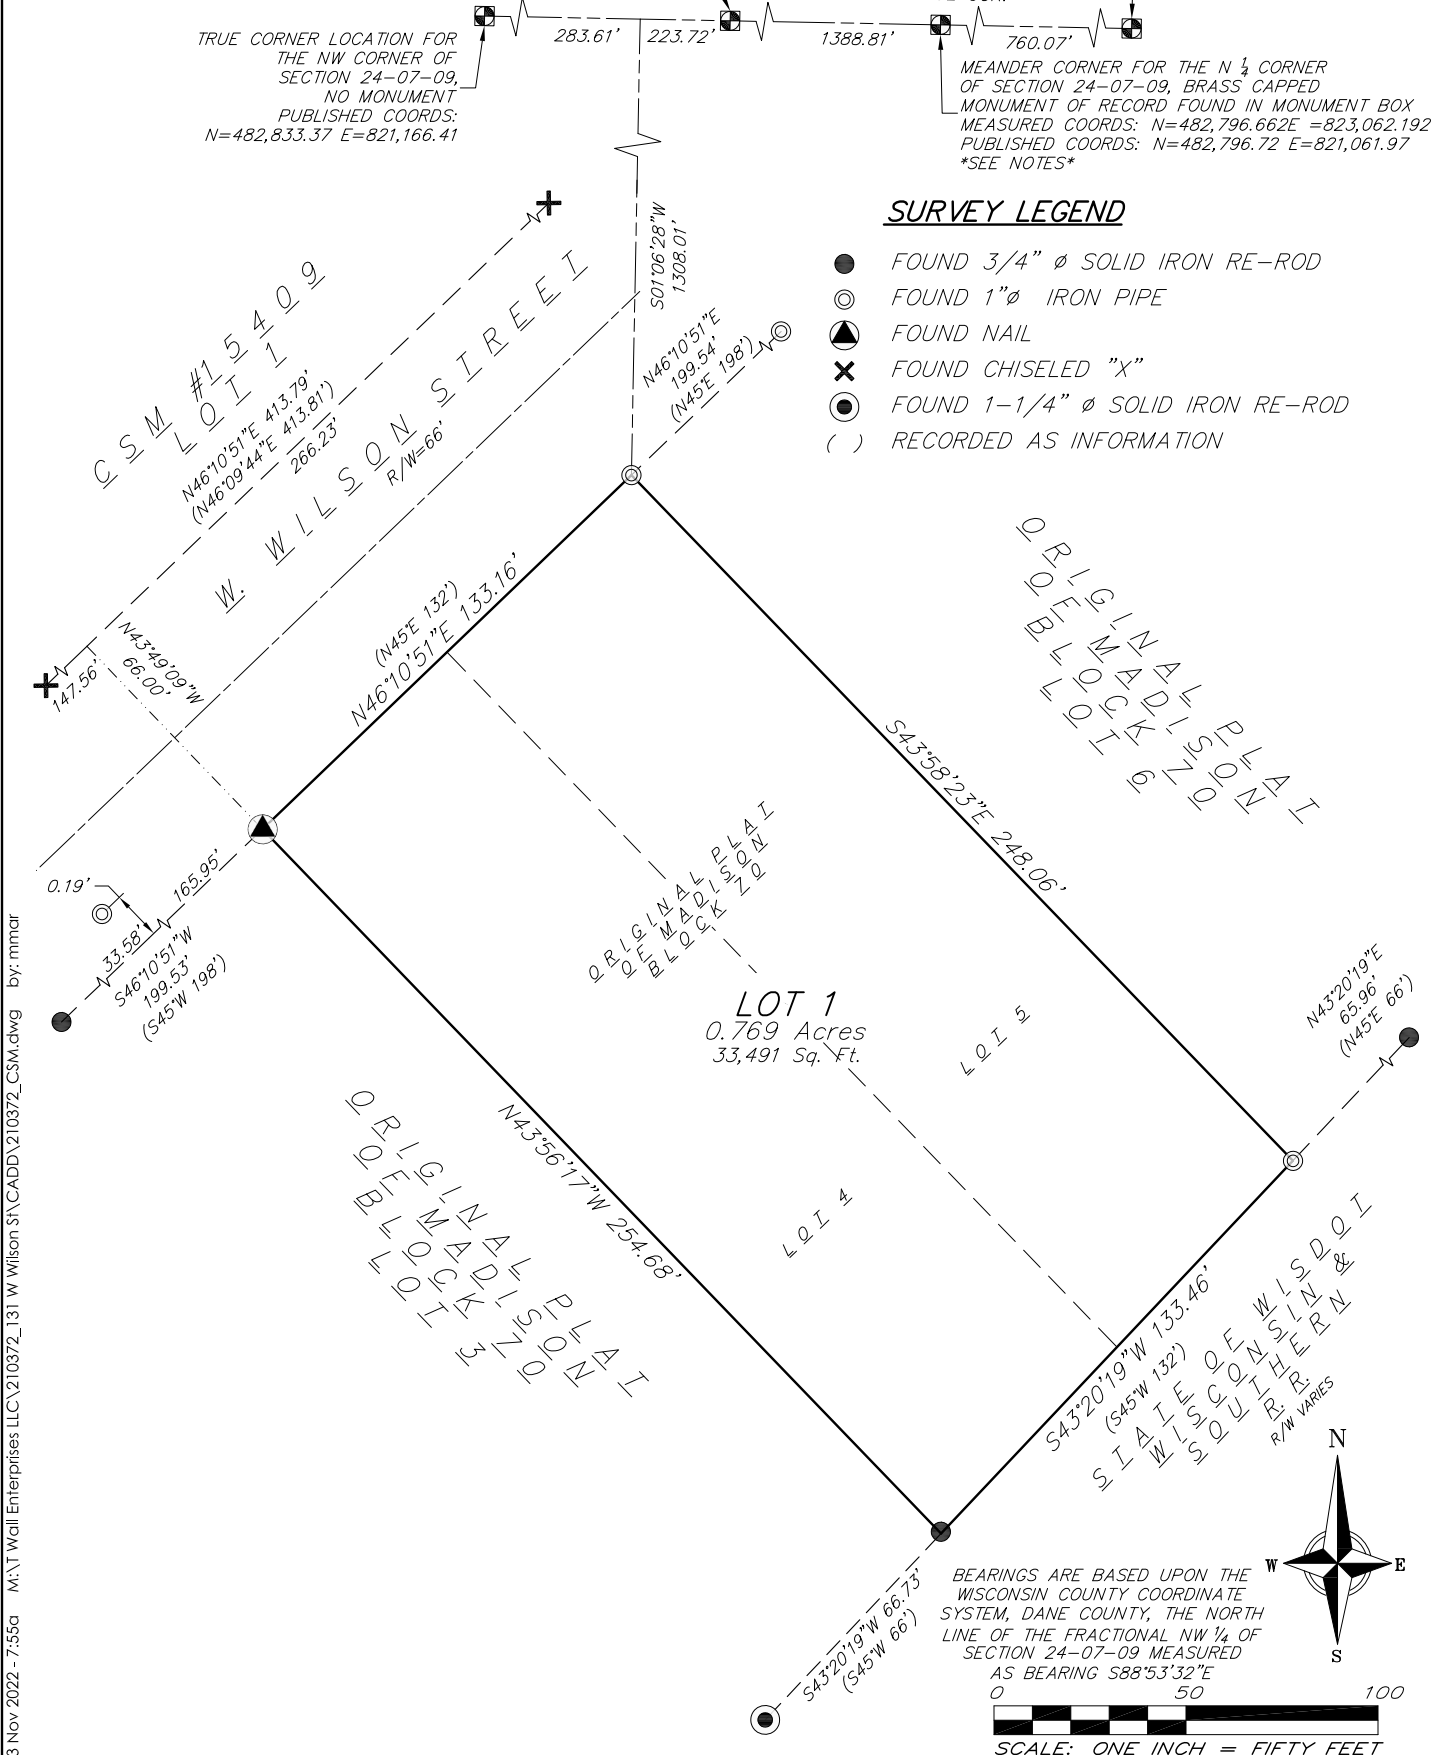 283.61'
223.72'
1388.81'
760.07'
TRUE CORNER LOCATION FOR
THE NW CORNER OF
SECTION 24-07-09,
NO MONUMENT
PUBLISHED COORDS:
N=482,833.37 E=821,166.41
MEANDER CORNER FOR THE N ¼ CORNER
OF SECTION 24-07-09, BRASS CAPPED
MONUMENT OF RECORD FOUND IN MONUMENT BOX
MEASURED COORDS: N=482,796.662E =823,062.192
PUBLISHED COORDS: N=482,796.72 E=821,061.97
*SEE NOTES*
SURVEY LEGEND
FOUND 3/4" Ø SOLID IRON RE-ROD
FOUND 1"Ø IRON PIPE
FOUND NAIL
FOUND CHISELED "X"
FOUND 1-1/4" Ø SOLID IRON RE-ROD
( ) RECORDED AS INFORMATION
S01°06'28"W
1308.01'
N46°10'51"E
199.54'
(N45°E 198')
CSM #15409
LOT 1
N46°10'51"E 413.79'
(N46°09'44"E 413.81')
266.23'
W. WILSON STREET
R/W=66'
N43°49'09"W
66.00'
147.56'
(N45°E 132')
N46°10'51"E 133.16'
ORIGINAL PLAT
OF MADISON
BLOCK 70
LOT 6
S43°58'23"E 248.06'
0.19'
165.95'
33.58'
S46°10'51"W
199.53'
(S45°W 198')
ORIGINAL PLAT
OF MADISON
BLOCK 70
LOT 1
0.769 Acres
33,491 Sq. Ft.
LOT 5
N43°20'19"E
65.96'
(N45°E 66')
N43°56'17"W 254.68'
LOT 4
ORIGINAL PLAT
OF MADISON
BLOCK 70
LOT 3
S43°20'19"W 133.46'
(S45°W 132')
STATE OF WISDOT
WISCONSIN &
SOUTHERN
R.R.
R/W VARIES
S43°20'19"W 66.73'
(S45°W 66')
N
W
E
S
BEARINGS ARE BASED UPON THE
WISCONSIN COUNTY COORDINATE
SYSTEM, DANE COUNTY, THE NORTH
LINE OF THE FRACTIONAL NW ¼ OF
SECTION 24-07-09 MEASURED
AS BEARING S88°53'32"E
0 50 100
SCALE: ONE INCH = FIFTY FEET
3 Nov 2022 - 7:55a M:\T Wall Enterprises LLC\210372_131 W Wilson St\CADD\210372_CSM.dwg by: mmar